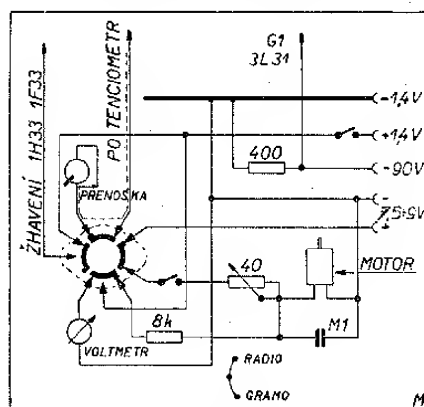 G1
3L31
ŽHAVENÍ 1H33 1F33
POTENCIOMETR
-1,4V
+1,4V
400
-90V
PRENOSKA
-
7,5÷9V
+
40
MOTOR
8k
M1
VOLTMETR
RADIO
GRAMO
M